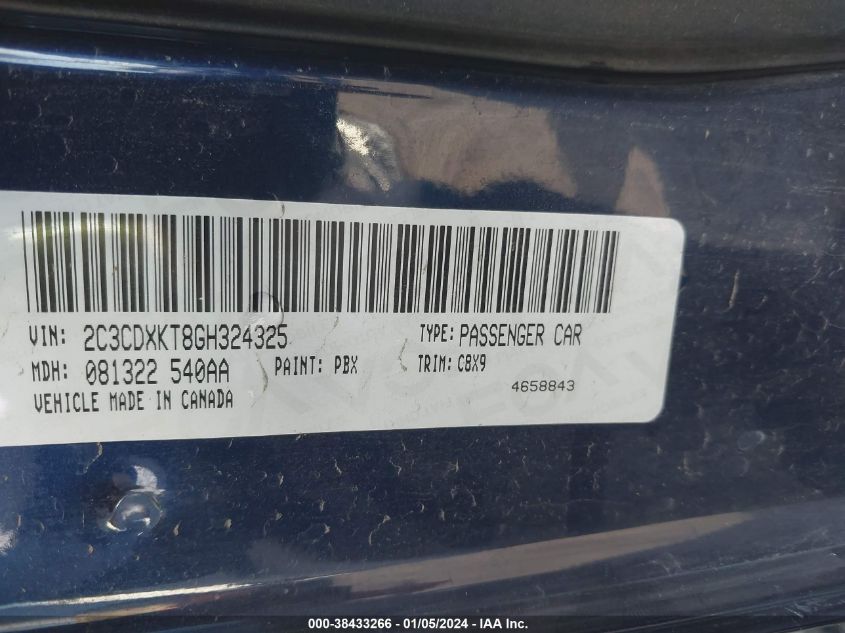 VIN: 2C3CDXKT8GH324325 TYPE: PASSENGER CAR
MDH: 081322 540AA PAINT: PBX TRIM: C8X9
VEHICLE MADE IN CANADA 4658843
000-38433266 - 01/05/2024 - IAA Inc.